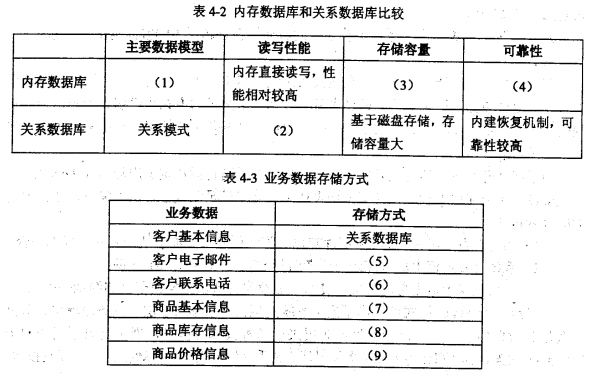 表 4-2 内存数据库和关系数据库比较
主要数据模型 读写性能 存储容量 可靠性
内存数据库 （1） 内存直接读写，性能相对较高 （3） （4）
关系数据库 关系模式 （2） 基于磁盘存储，存储容量大 内建恢复机制，可靠性较高
表 4-3 业务数据存储方式
业务数据 存储方式
客户基本信息 关系数据库
客户电子邮件 （5）
客户联系电话 （6）
商品基本信息 （7）
商品库存信息 （8）
商品价格信息 （9）